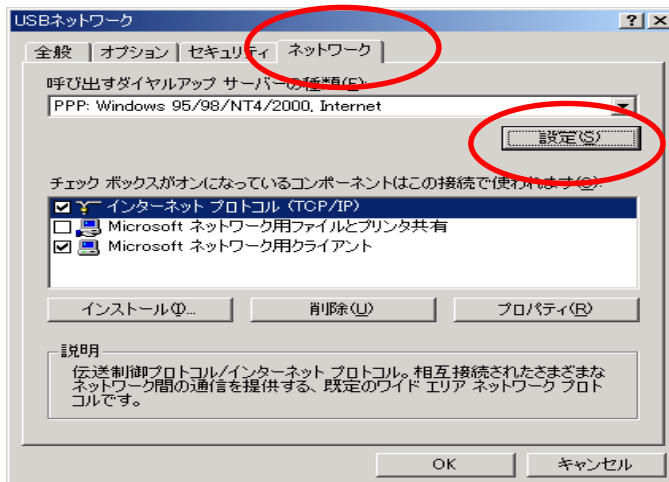 USBネットワーク
全般 オプション セキュリティ ネットワーク
呼び出すダイヤルアップ サーバーの種類(E):
PPP: Windows 95/98/NT4/2000, Internet
設定(S)
チェック ボックスがオンになっているコンポーネントはこの接続で使われます(O):
インターネット プロトコル (TCP/IP)
Microsoft ネットワーク用ファイルとプリンタ共有
Microsoft ネットワーク用クライアント
インストール(I)... 削除(U) プロパティ(R)
説明
伝送制御プロトコル/インターネット プロトコル。相互接続されたさまざまな
ネットワーク間の通信を提供する、既定のワイド エリア ネットワーク プロト
コルです。
OK キャンセル